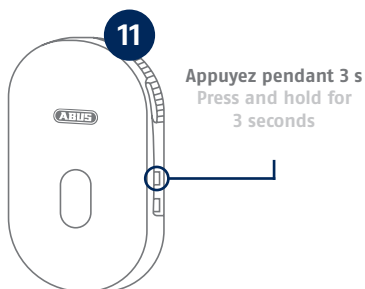 11
ABUS
Appuyez pendant 3 s
Press and hold for
3 seconds